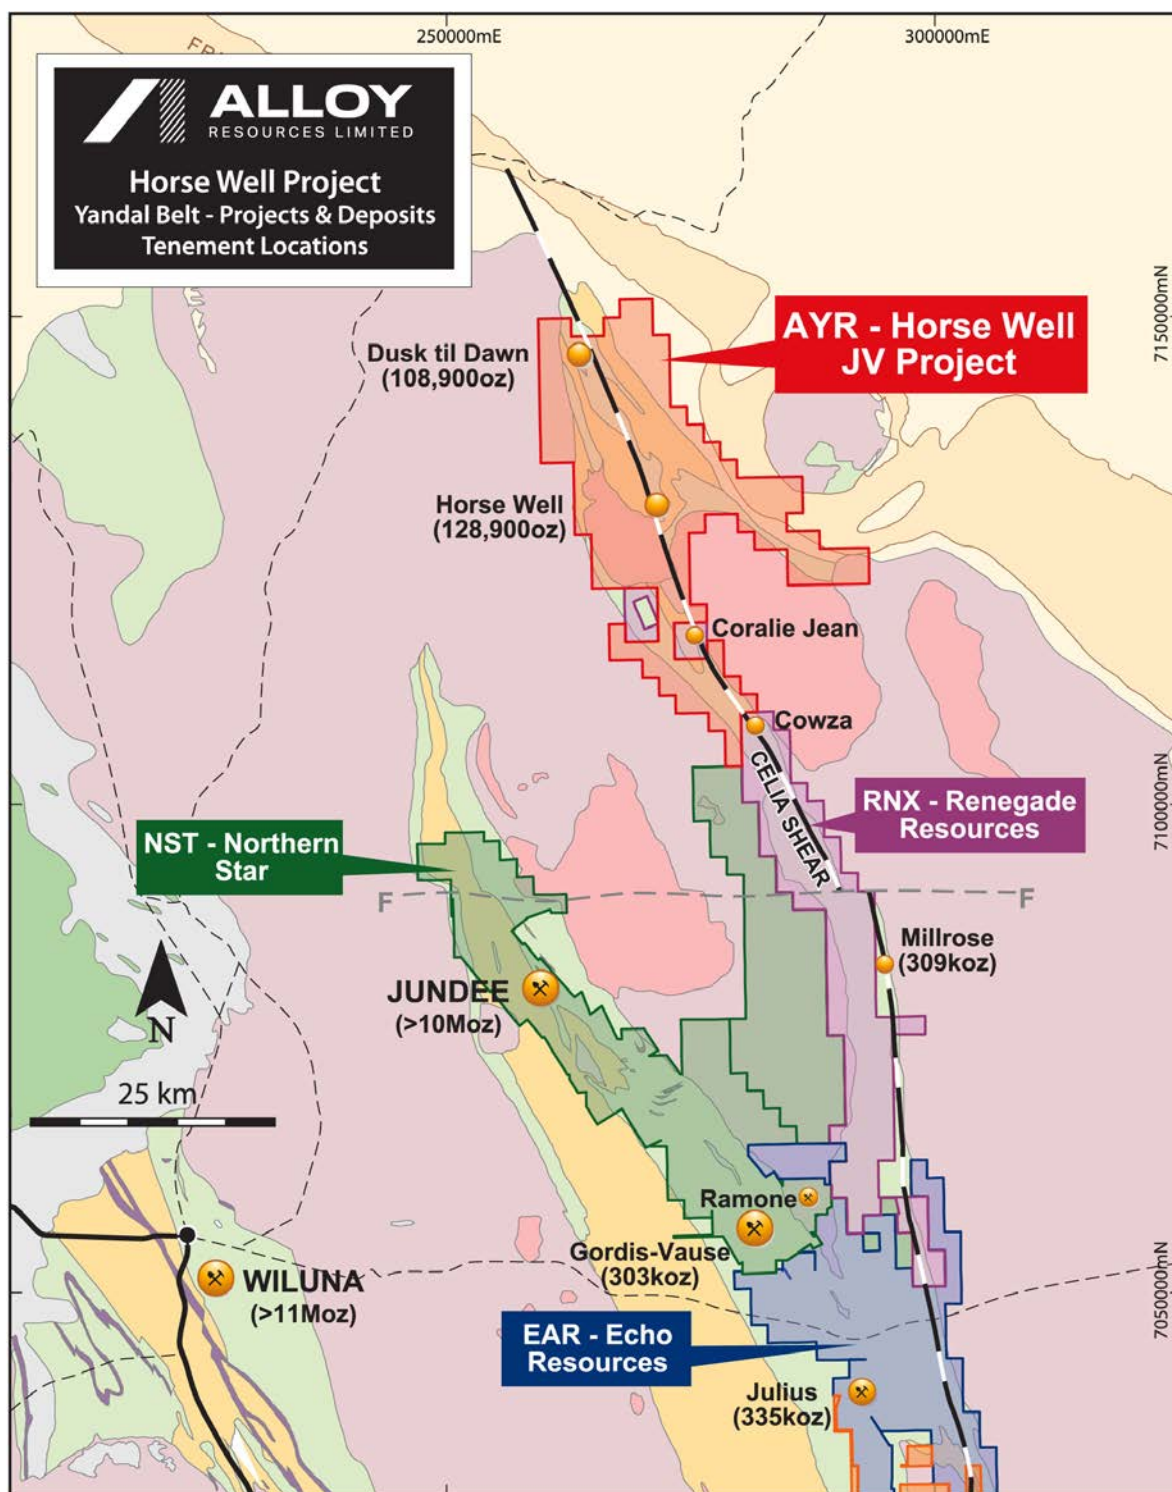 250000mE
300000mE
ALLOY
RESOURCES LIMITED
Horse Well Project
Yandal Belt - Projects & Deposits
Tenement Locations
7150000mN
AYR - Horse Well
JV Project
Dusk til Dawn
(108,900oz)
Horse Well
(128,900oz)
Coralie Jean
Cowza
CELIA SHEAR
7100000mN
RNX - Renegade
Resources
NST - Northern
Star
F
F
Millrose
(309koz)
JUNDEE
(>10Moz)
N
25 km
Ramone
Gordis-Vause
(303koz)
WILUNA
(>11Moz)
7050000mN
EAR - Echo
Resources
Julius
(335koz)